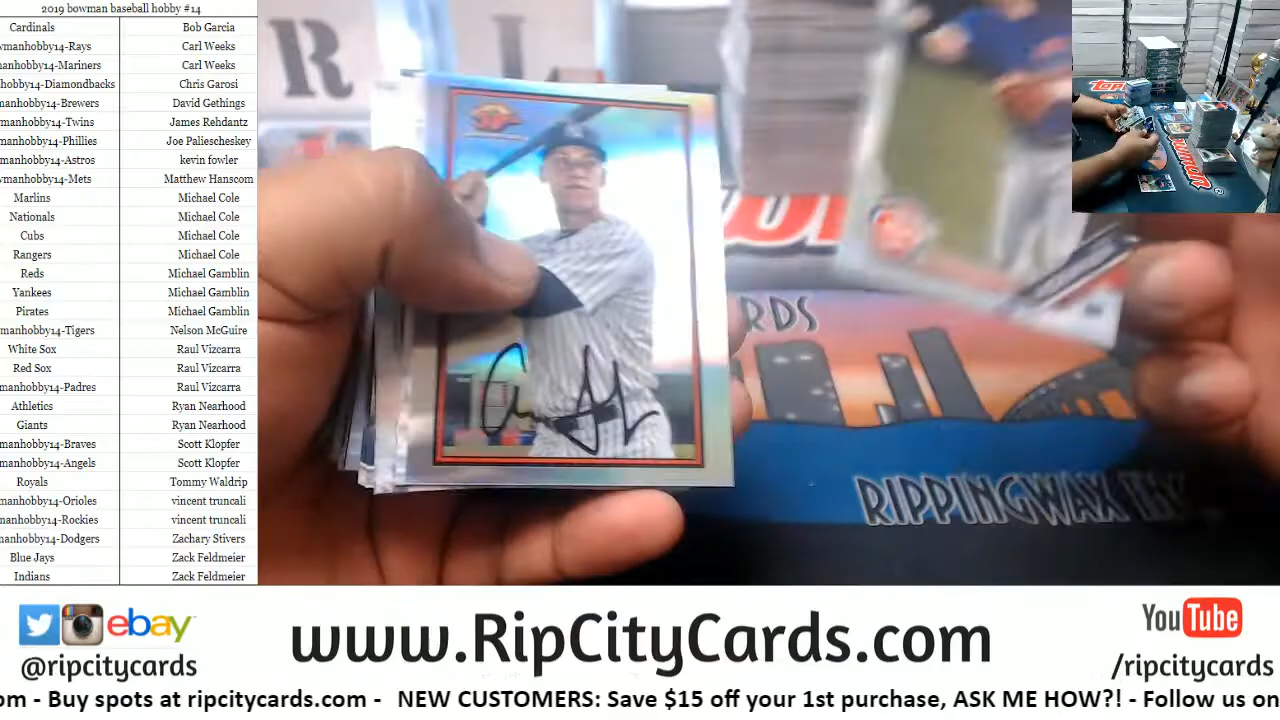 2019 bowman baseball hobby #14
Cardinals Bob Garcia
wmanhobby14-Rays Carl Weeks
manhobby14-Mariners Carl Weeks
hobby14-Diamondbacks Chris Garosi
manhobby14-Brewers David Gethings
wmanhobby14-Twins James Rehdantz
manhobby14-Phillies Joe Paliescheskey
manhobby14-Astros kevin fowler
wmanhobby14-Mets Matthew Hanscom
Marlins Michael Cole
Nationals Michael Cole
Cubs Michael Cole
Rangers Michael Cole
Reds Michael Gamblin
Yankees Michael Gamblin
Pirates Michael Gamblin
manhobby14-Tigers Nelson McGuire
White Sox Raul Vizcarra
Red Sox Raul Vizcarra
manhobby14-Padres Raul Vizcarra
Athletics Ryan Nearhood
Giants Ryan Nearhood
manhobby14-Braves Scott Klopfer
manhobby14-Angels Scott Klopfer
Royals Tommy Waldrip
manhobby14-Orioles vincent truncali
nanhobby14-Rockies vincent truncali
manhobby14-Dodgers Zachary Stivers
Blue Jays Zack Feldmeier
Indians Zack Feldmeier
R I
RDS
RIPPINGWAX
ebay
@ripcitycards
www.RipCityCards.com
YouTube
/ripcitycards
om - Buy spots at ripcitycards.com - NEW CUSTOMERS: Save $15 off your 1st purchase, ASK ME HOW?! - Follow us on